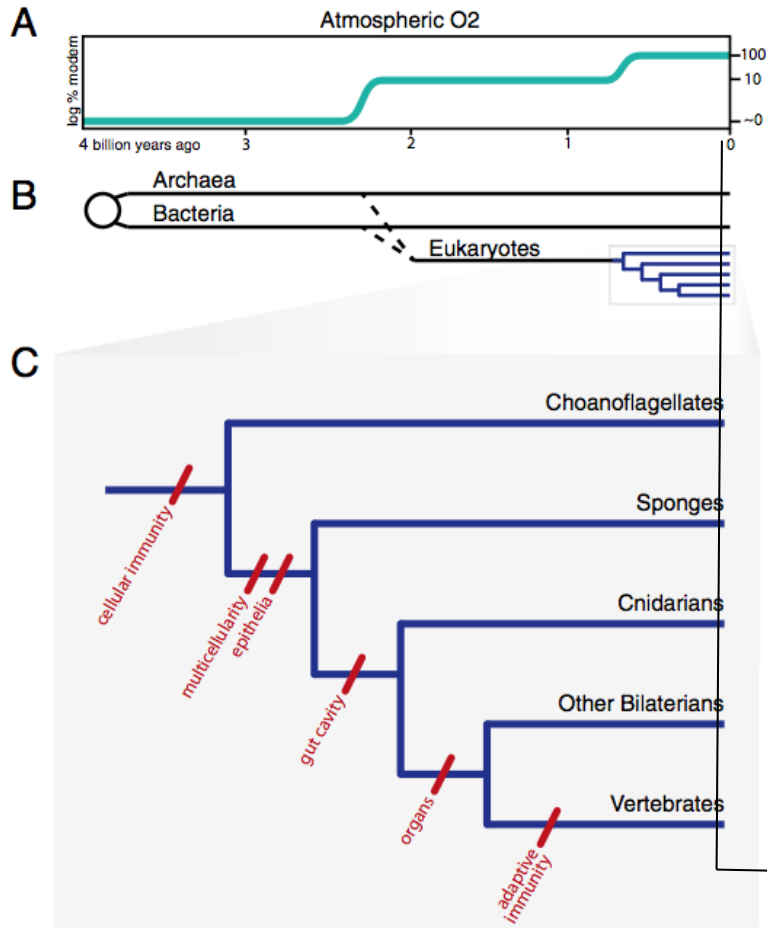 A
Atmospheric O2
log % modern
100
10
~0
4 billion years ago
3
2
1
0
B
Archaea
Bacteria
Eukaryotes
C
Choanoflagellates
Sponges
Cnidarians
Other Bilaterians
Vertebrates
cellular immunity
multicellularity
epithelia
gut cavity
organs
adaptive
immunity